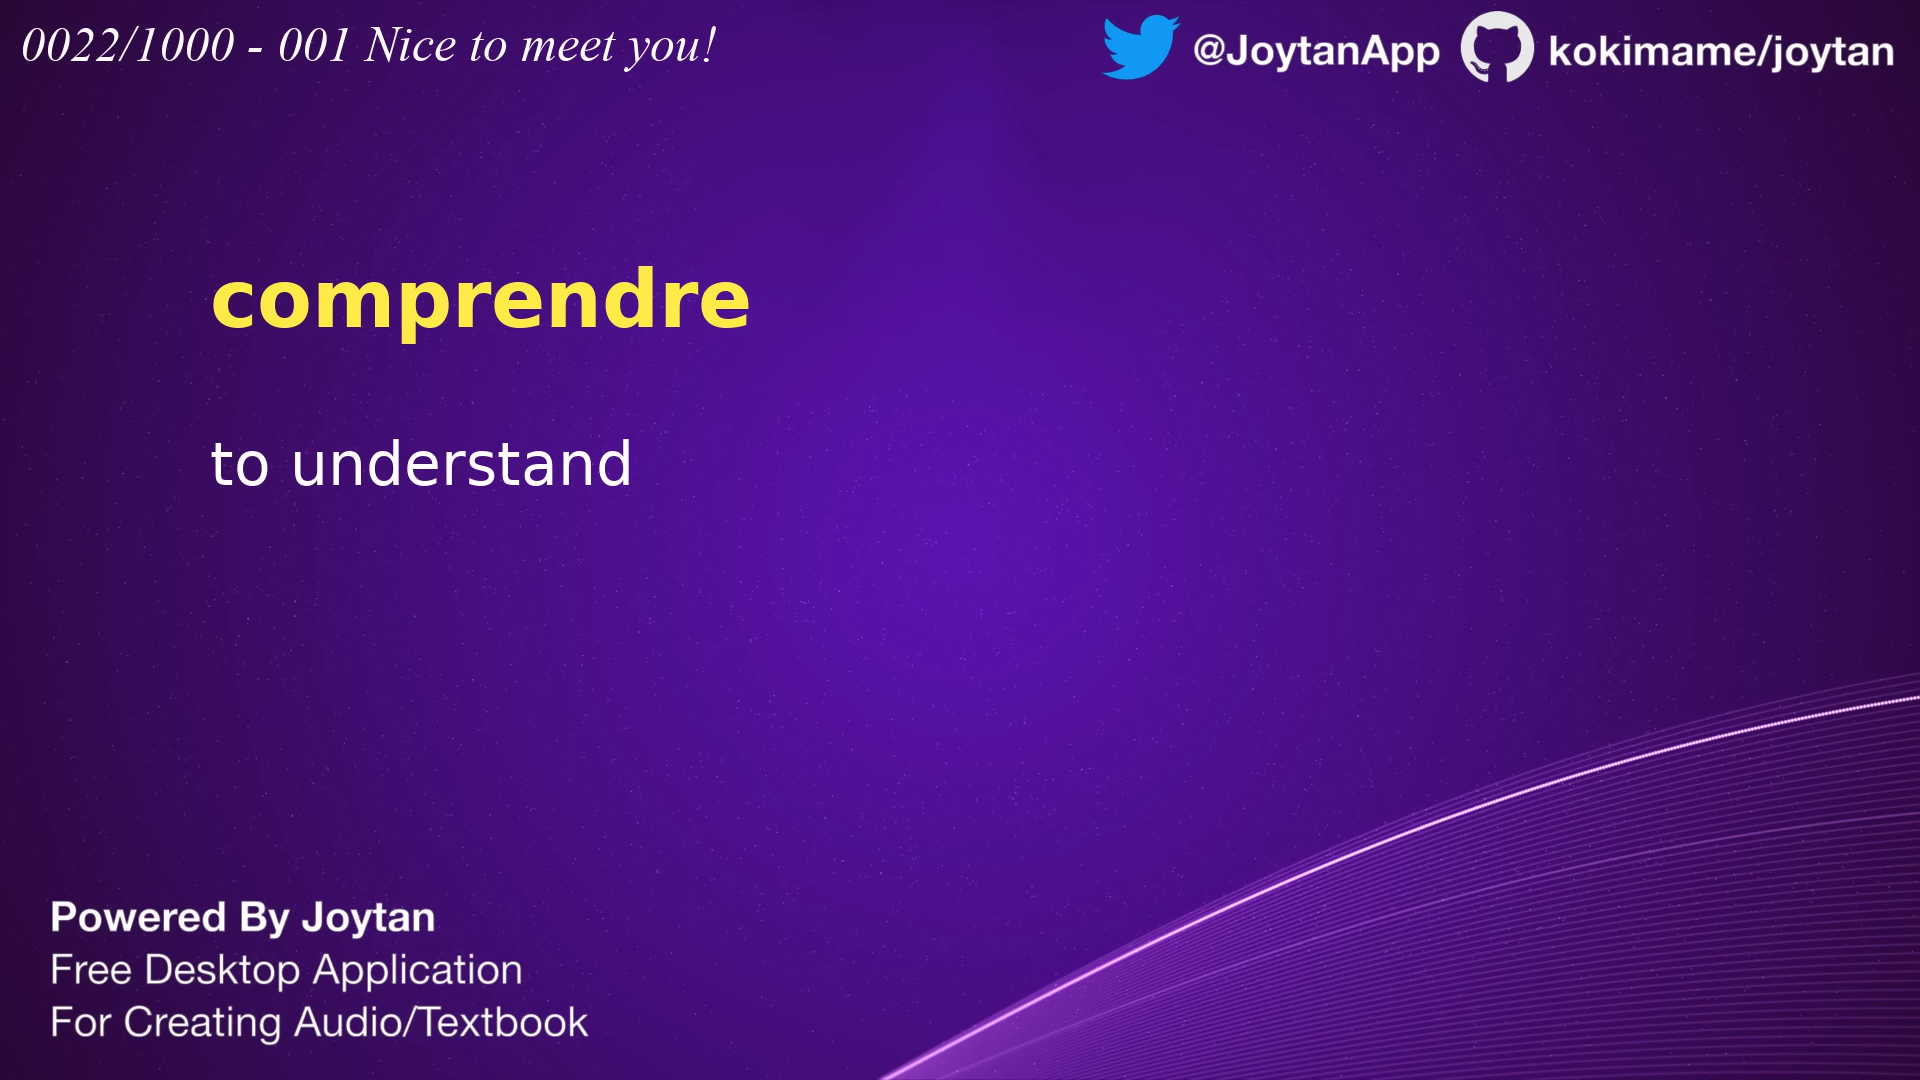 0022/1000 - 001 Nice to meet you!
@JoytanApp
kokimame/joytan
comprendre
to understand
Powered By Joytan
Free Desktop Application
For Creating Audio/Textbook